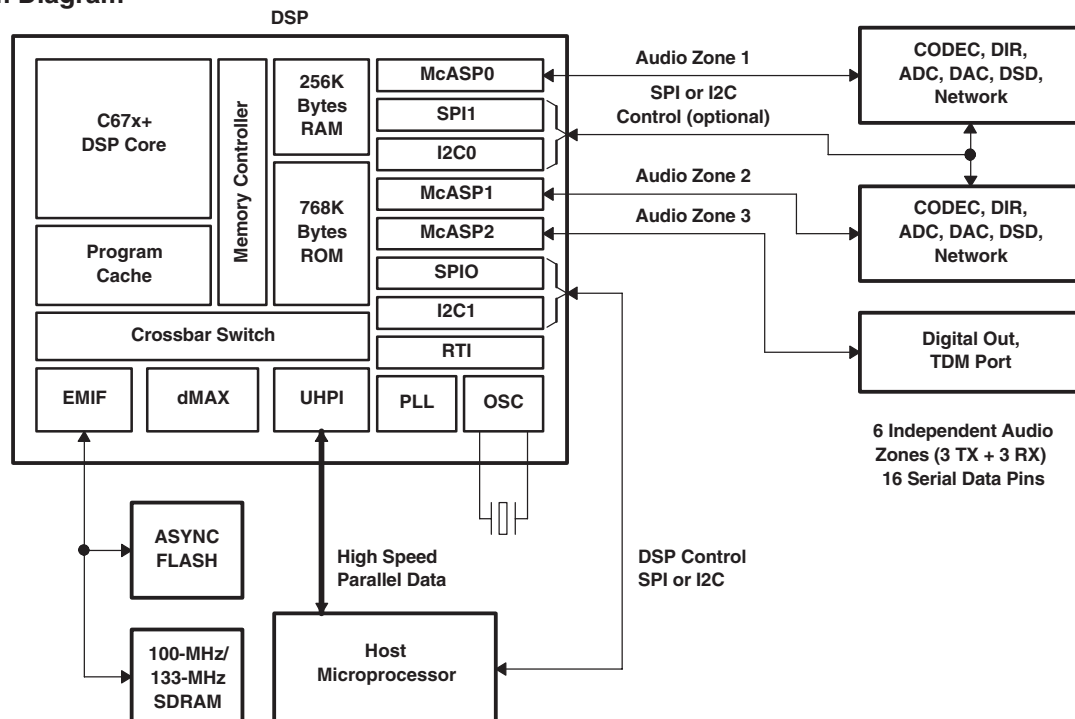 DSP
C67x+
DSP Core
Program
Cache
Memory Controller
256K
Bytes
RAM
768K
Bytes
ROM
Crossbar Switch
EMIF
dMAX
UHPI
McASP0
SPI1
I2C0
McASP1
McASP2
SPIO
I2C1
RTI
PLL
OSC
Audio Zone 1
SPI or I2C
Control (optional)
Audio Zone 2
Audio Zone 3
CODEC, DIR,
ADC, DAC, DSD,
Network
CODEC, DIR,
ADC, DAC, DSD,
Network
Digital Out,
TDM Port
6 Independent Audio
Zones (3 TX + 3 RX)
16 Serial Data Pins
ASYNC
FLASH
100-MHz/
133-MHz
SDRAM
High Speed
Parallel Data
Host
Microprocessor
DSP Control
SPI or I2C